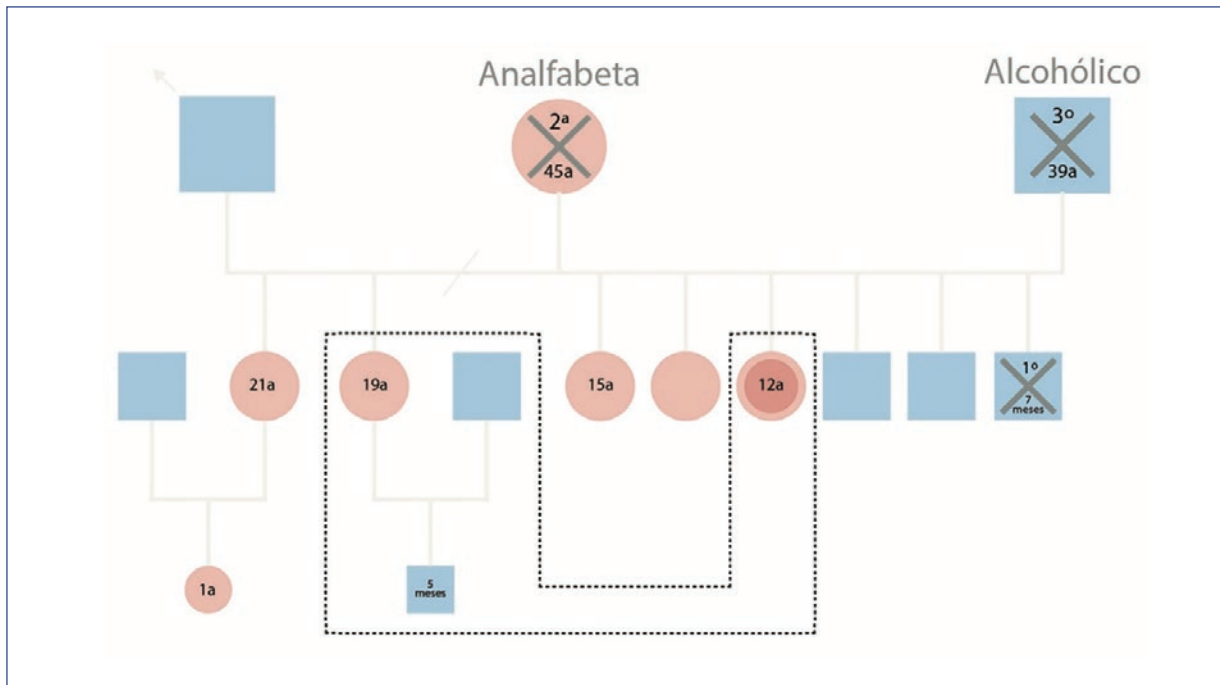 Analfabeta
Alcohólico
2ª
45a
3º
39a
21a
19a
15a
12a
1º
7
meses
1a
5
meses